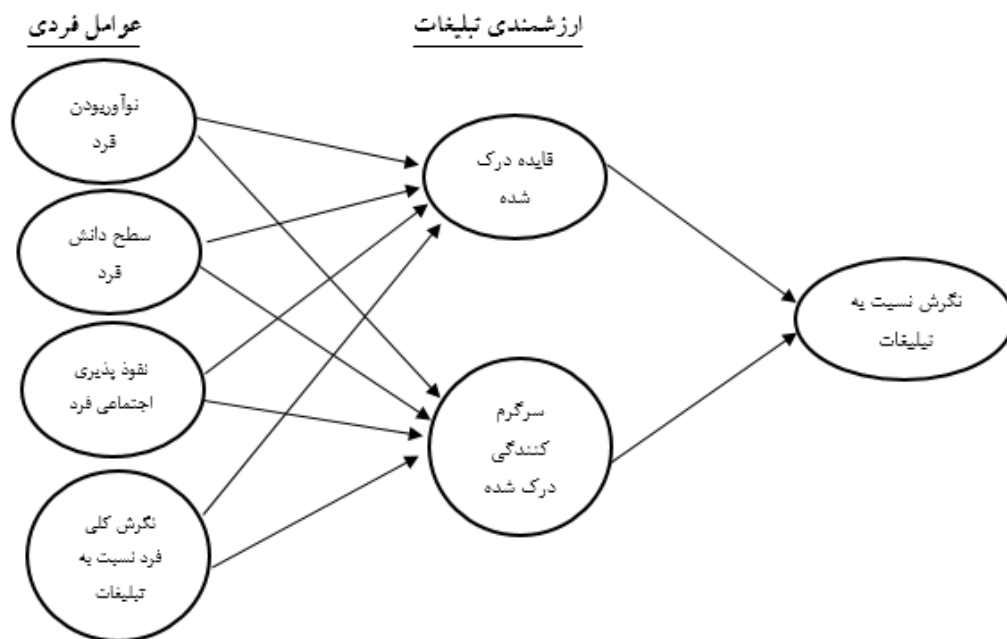 عوامل فردی
ارزشمندی تبلیغات
نوآوربودن
فرد
سطح دانش
فرد
نفوذ پذیری
اجتماعی فرد
نگرش کلی
فرد نسبت به
تبلیغات
فایده درک
شده
سرگرم
کنندگی
درک شده
نگرش نسبت به
تبلیغات